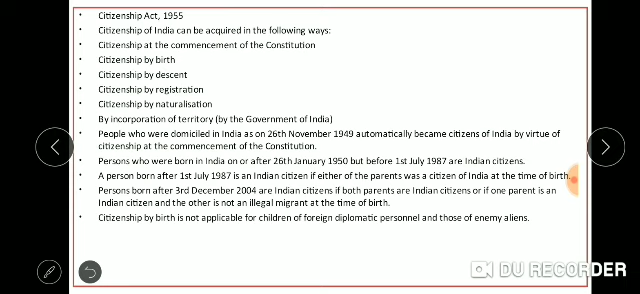 Citizenship Act, 1955
Citizenship of India can be acquired in the following ways:
Citizenship at the commencement of the Constitution
Citizenship by birth
Citizenship by descent
Citizenship by registration
Citizenship by naturalisation
By incorporation of territory (by the Government of India)
People who were domiciled in India as on 26th November 1949 automatically became citizens of India by virtue of
citizenship at the commencement of the Constitution.
Persons who were born in India on or after 26th January 1950 but before 1st July 1987 are Indian citizens.
A person born after 1st July 1987 is an Indian citizen if either of the parents was a citizen of India at the time of birth.
Persons born after 3rd December 2004 are Indian citizens if both parents are Indian citizens or if one parent is an
Indian citizen and the other is not an illegal migrant at the time of birth.
Citizenship by birth is not applicable for children of foreign diplomatic personnel and those of enemy aliens.
DU RECORDER